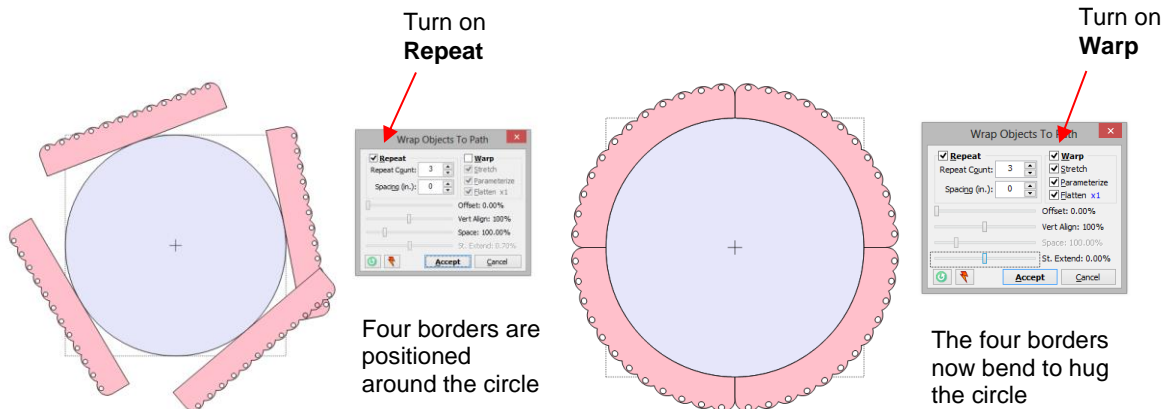 Turn on
Repeat
Wrap Objects To Path
Repeat
Warp
Repeat Count: 3
Stretch
Spacing (in.): 0
Parameterize
Flatten x1
Offset: 0.00%
Vert Align: 100%
Space: 100.00%
St. Extend: 8.70%
Accept
Cancel
Four borders are
positioned
around the circle
Turn on
Warp
Wrap Objects To Path
Repeat
Warp
Repeat Count: 3
Stretch
Spacing (in.): 0
Parameterize
Flatten x1
Offset: 0.00%
Vert Align: 100%
Space: 100.00%
St. Extend: 0.00%
Accept
Cancel
The four borders
now bend to hug
the circle